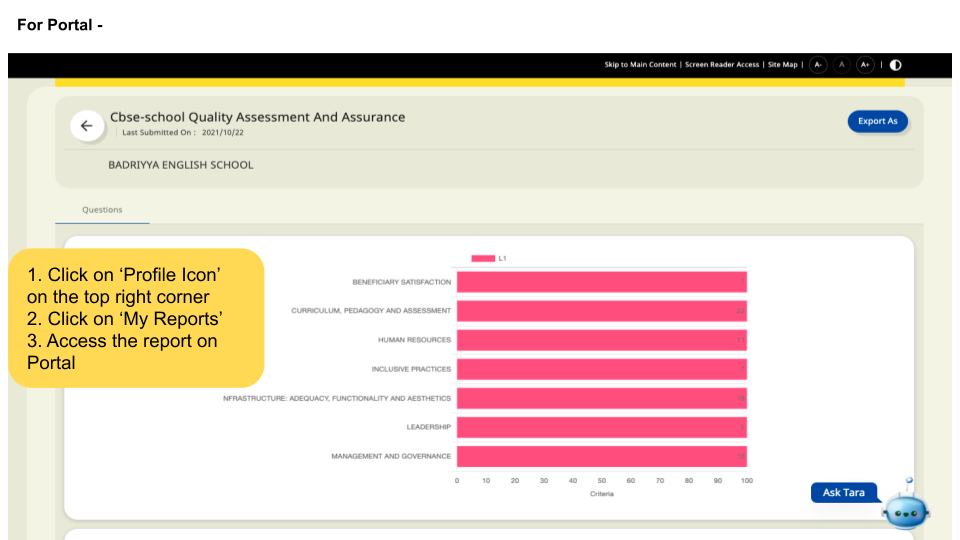 For Portal -
Skip to Main Content | Screen Reader Access | Site Map | A- A A+ |
Cbse-school Quality Assessment And Assurance
Last Submitted On : 2021/10/22
Export As
BADRIYYA ENGLISH SCHOOL
Questions
1. Click on ‘Profile Icon’
on the top right corner
2. Click on ‘My Reports’
3. Access the report on
Portal
L1
BENEFICIARY SATISFACTION
CURRICULUM, PEDAGOGY AND ASSESSMENT
HUMAN RESOURCES
INCLUSIVE PRACTICES
NFRASTRUCTURE: ADEQUACY, FUNCTIONALITY AND AESTHETICS
LEADERSHIP
MANAGEMENT AND GOVERNANCE
0 10 20 30 40 50 60 70 80 90 100
Criteria
Ask Tara